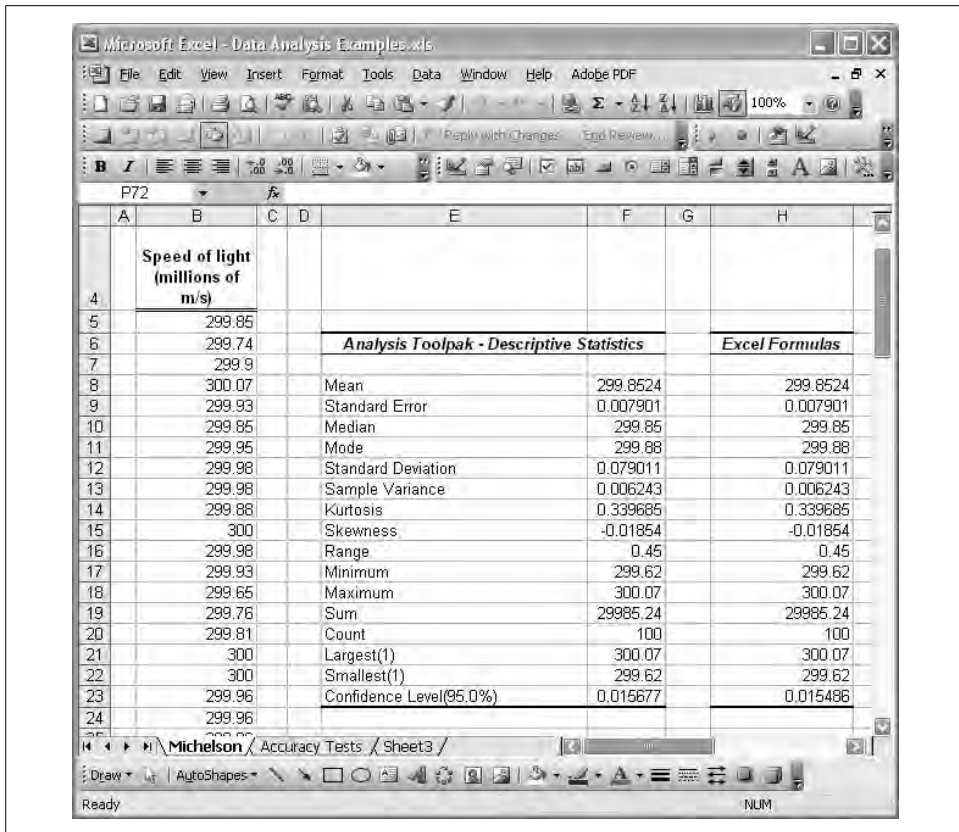 Microsoft Excel - Data Analysis Examples.xls
File Edit View Insert Format Tools Data Window Help Adobe PDF
100%
Reply with Changes... End Review...
B I
P72 fx
A B C D E F G H
4 Speed of light (millions of m/s)
5 299.85
6 299.74 Analysis Toolpak - Descriptive Statistics Excel Formulas
7 299.9
8 300.07 Mean 299.8524 299.8524
9 299.93 Standard Error 0.007901 0.007901
10 299.85 Median 299.85 299.85
11 299.95 Mode 299.88 299.88
12 299.98 Standard Deviation 0.079011 0.079011
13 299.98 Sample Variance 0.006243 0.006243
14 299.88 Kurtosis 0.339685 0.339685
15 300 Skewness -0.01854 -0.01854
16 299.98 Range 0.45 0.45
17 299.93 Minimum 299.62 299.62
18 299.65 Maximum 300.07 300.07
19 299.76 Sum 29985.24 29985.24
20 299.81 Count 100 100
21 300 Largest(1) 300.07 300.07
22 300 Smallest(1) 299.62 299.62
23 299.96 Confidence Level(95.0%) 0.015677 0.015486
24 299.96
Michelson / Accuracy Tests / Sheet3 /
Draw AutoShapes
Ready NUM